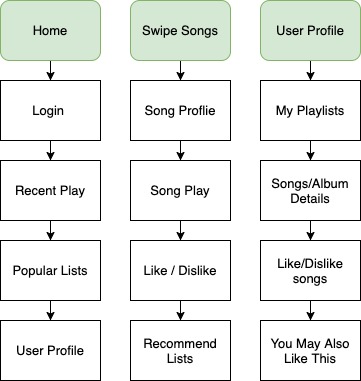 Home
Swipe Songs
User Profile
Login
Song Proflie
My Playlists
Recent Play
Song Play
Songs/Album
Details
Popular Lists
Like / Dislike
Like/Dislike
songs
User Profile
Recommend
Lists
You May Also
Like This